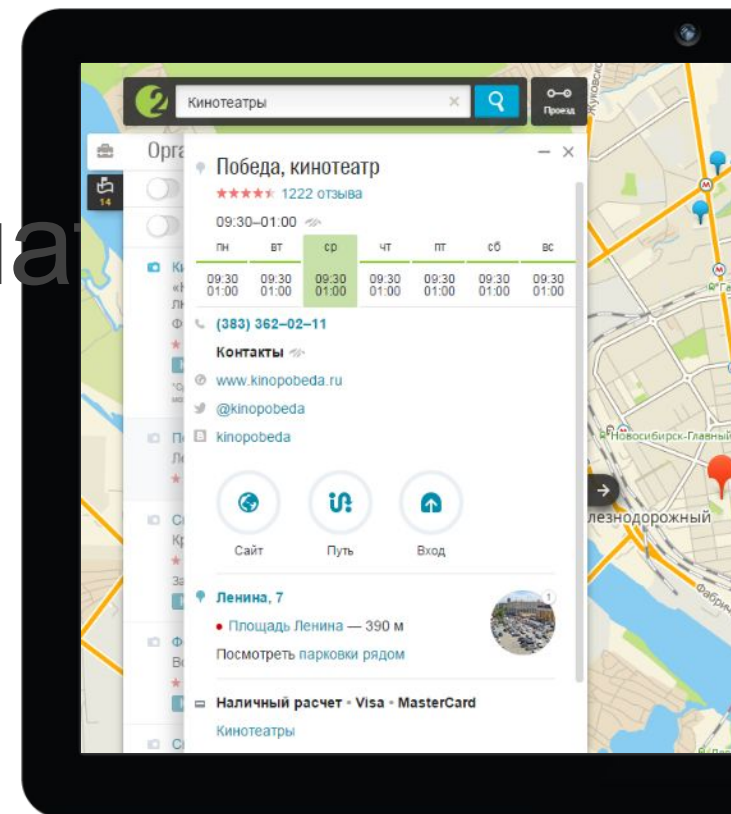 Кинотеатры
Проезд
14
Победа, кинотеатр
1222 отзыва
09:30–01:00
пн вт ср чт пт сб вс
09:30 09:30 09:30 09:30 09:30 09:30 09:30
01:00 01:00 01:00 01:00 01:00 01:00 01:00
(383) 362–02–11
Контакты
www.kinopobeda.ru
@kinopobeda
kinopobeda
Сайт Путь Вход
Ленина, 7
1
Площадь Ленина — 390 м
Посмотреть парковки рядом
Наличный расчет • Visa • MasterCard
Кинотеатры
Новосибирск-Главный